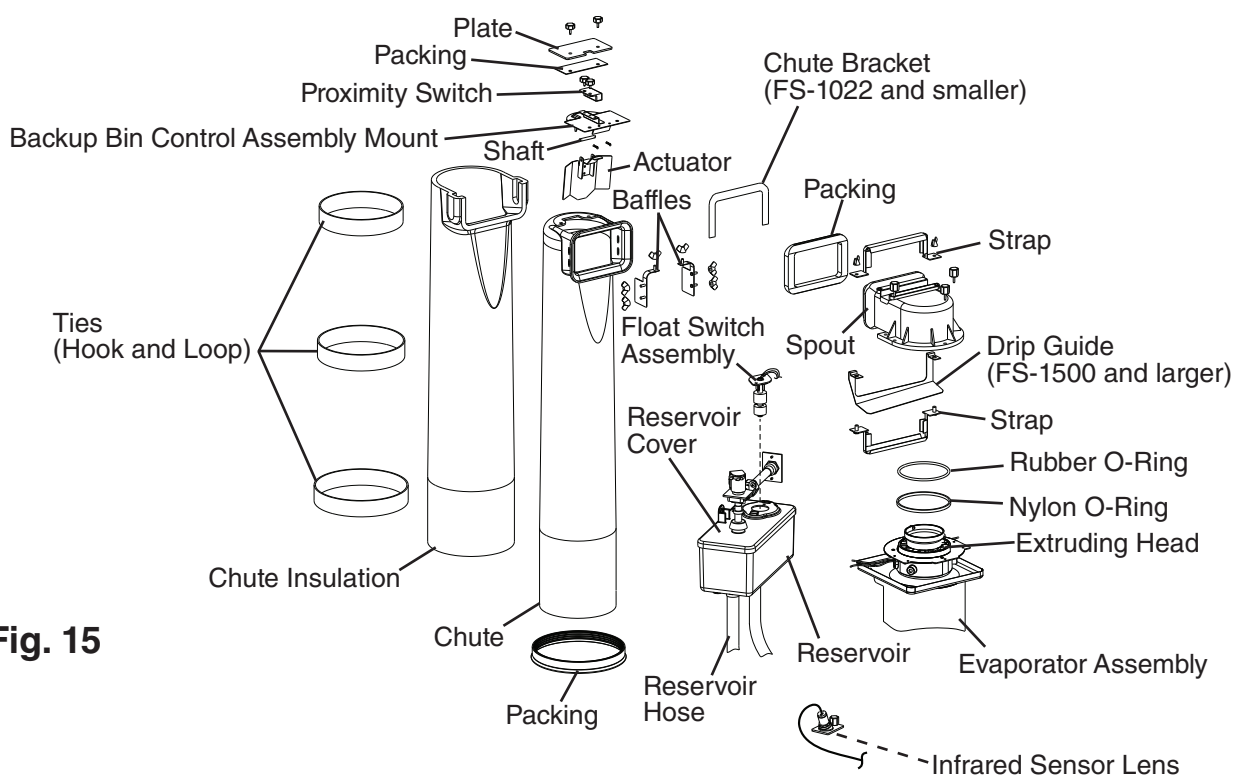 Plate
Packing
Proximity Switch
Backup Bin Control Assembly Mount
Shaft
Actuator
Chute Bracket
(FS-1022 and smaller)
Baffles
Packing
Strap
Ties
(Hook and Loop)
Float Switch
Assembly
Spout
Drip Guide
(FS-1500 and larger)
Reservoir
Cover
Strap
Rubber O-Ring
Nylon O-Ring
Extruding Head
Chute Insulation
Fig. 15
Chute
Reservoir
Evaporator Assembly
Reservoir
Hose
Packing
Infrared Sensor Lens